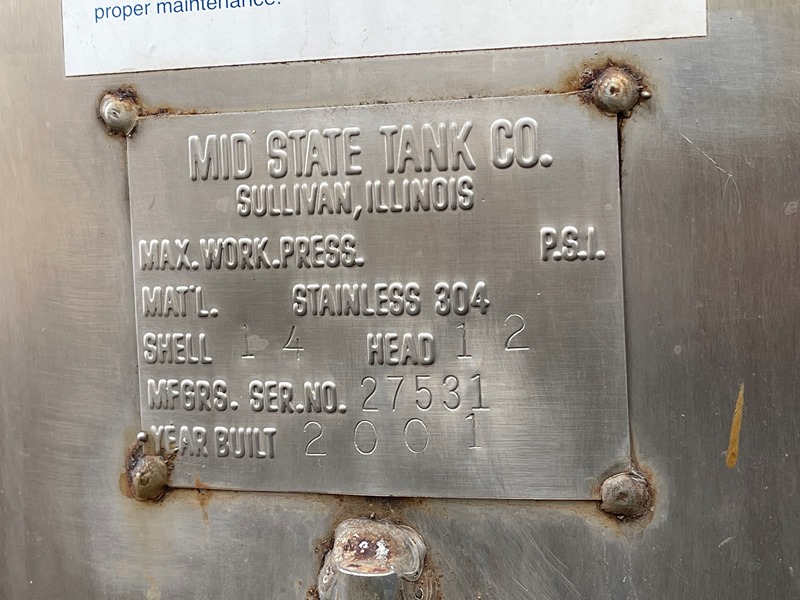 proper maintenance.
MID STATE TANK CO.
SULLIVAN, ILLINOIS
MAX. WORK. PRESS. P.S.I.
MAT'L. STAINLESS 304
SHELL 14 HEAD 12
MFGRS. SER. NO. 27531
YEAR BUILT 2001